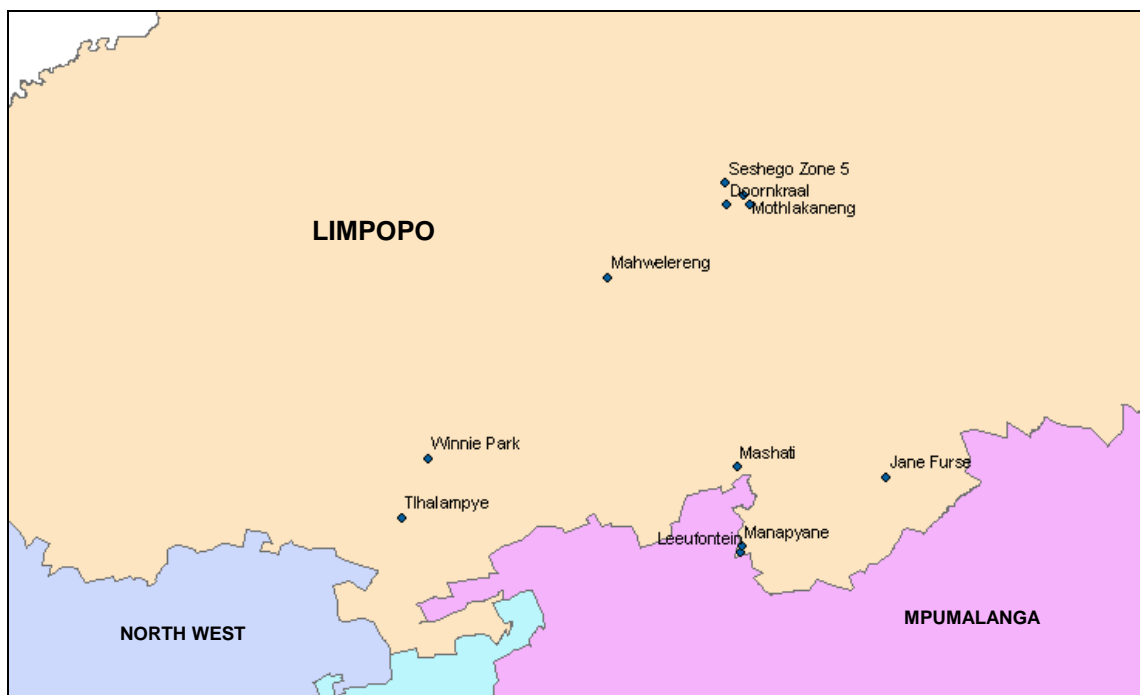 Seshego Zone 5
Doornkraal
Mothlakaneng
LIMPOPO
Mahwelereng
Winnie Park
Mashati
Jane Furse
Tlhalampye
Manapyane
Leeufontein
MPUMALANGA
NORTH WEST